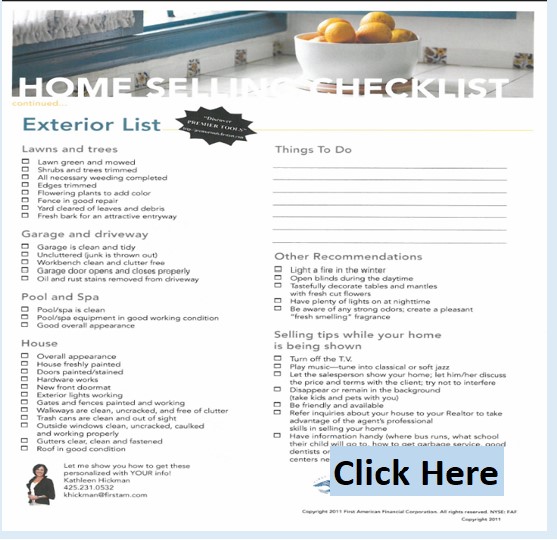 HOME SELLING CHECKLIST
continued...
Exterior List
"Discover
PREMIER TOOLS"
Lawns and trees
Lawn green and mowed
Shrubs and trees trimmed
All necessary weeding completed
Edges trimmed
Flowering plants to add color
Fence in good repair
Yard cleared of leaves and debris
Fresh bark for an attractive entryway
Garage and driveway
Garage is clean and tidy
Uncluttered (junk is thrown out)
Workbench clean and clutter free
Garage door opens and closes properly
Oil and rust stains removed from driveway
Pool and Spa
Pool/spa is clean
Pool/spa equipment in good working condition
Good overall appearance
House
Overall appearance
House freshly painted
Doors painted/stained
Hardware works
New front doormat
Exterior lights working
Gates and fences painted and working
Walkways are clean, uncracked, and free of clutter
Trash cans are clean and out of sight
Outside windows clean, uncracked, caulked
and working properly
Gutters clear, clean and fastened
Roof in good condition
Let me show you how to get these
personalized with YOUR info!
Kathleen Hickman
425.231.0532
khickman@firstam.com
Things To Do
Other Recommendations
Light a fire in the winter
Open blinds during the daytime
Tastefully decorate tables and mantles
with fresh cut flowers
Have plenty of lights on at nighttime
Be aware of any strong odors; create a pleasant
"fresh smelling" fragrance
Selling tips while your home
is being shown
Turn off the T.V.
Play music—tune into classical or soft jazz
Let the salesperson show your home; let him/her discuss
the price and terms with the client; try not to interfere
Disappear or remain in the background
(take kids and pets with you)
Be friendly and available
Refer inquiries about your house to your Realtor to take
advantage of the agent's professional
skills in selling your home
Have information handy (where bus runs, what school
their child will go to, how to get garbage service, good
dentists or
centers ne
Click Here
Copyright 2011 First American Financial Corporation. All rights reserved. NYSE: FAF
Copyright 2011